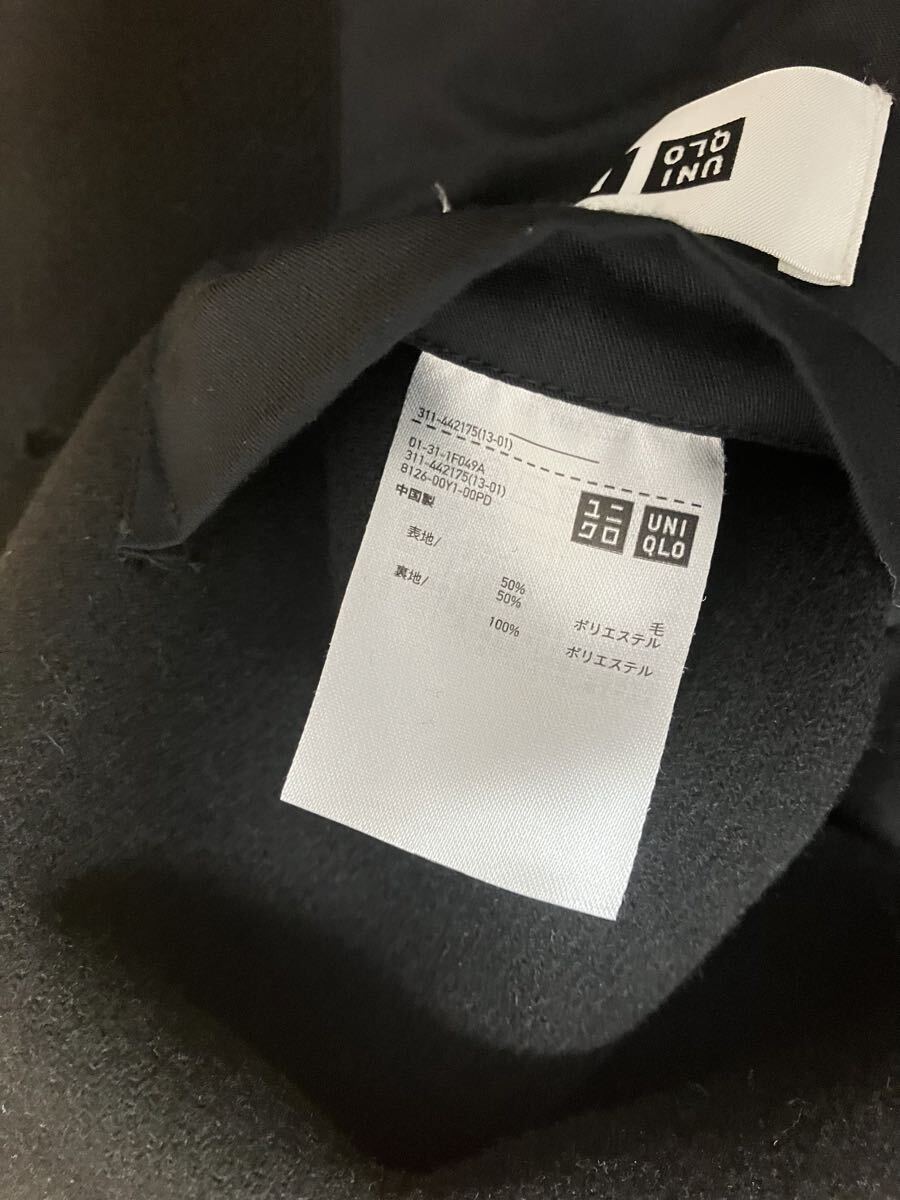 UNI
QLO
311-442175(13-01)
01-31-1F049A
311-442175(13-01)
8126-00Y1-00PD
中国製
ユニ
クロ
UNI
QLO
表地/
50% 毛
50% ポリエステル
裏地/
100% ポリエステル